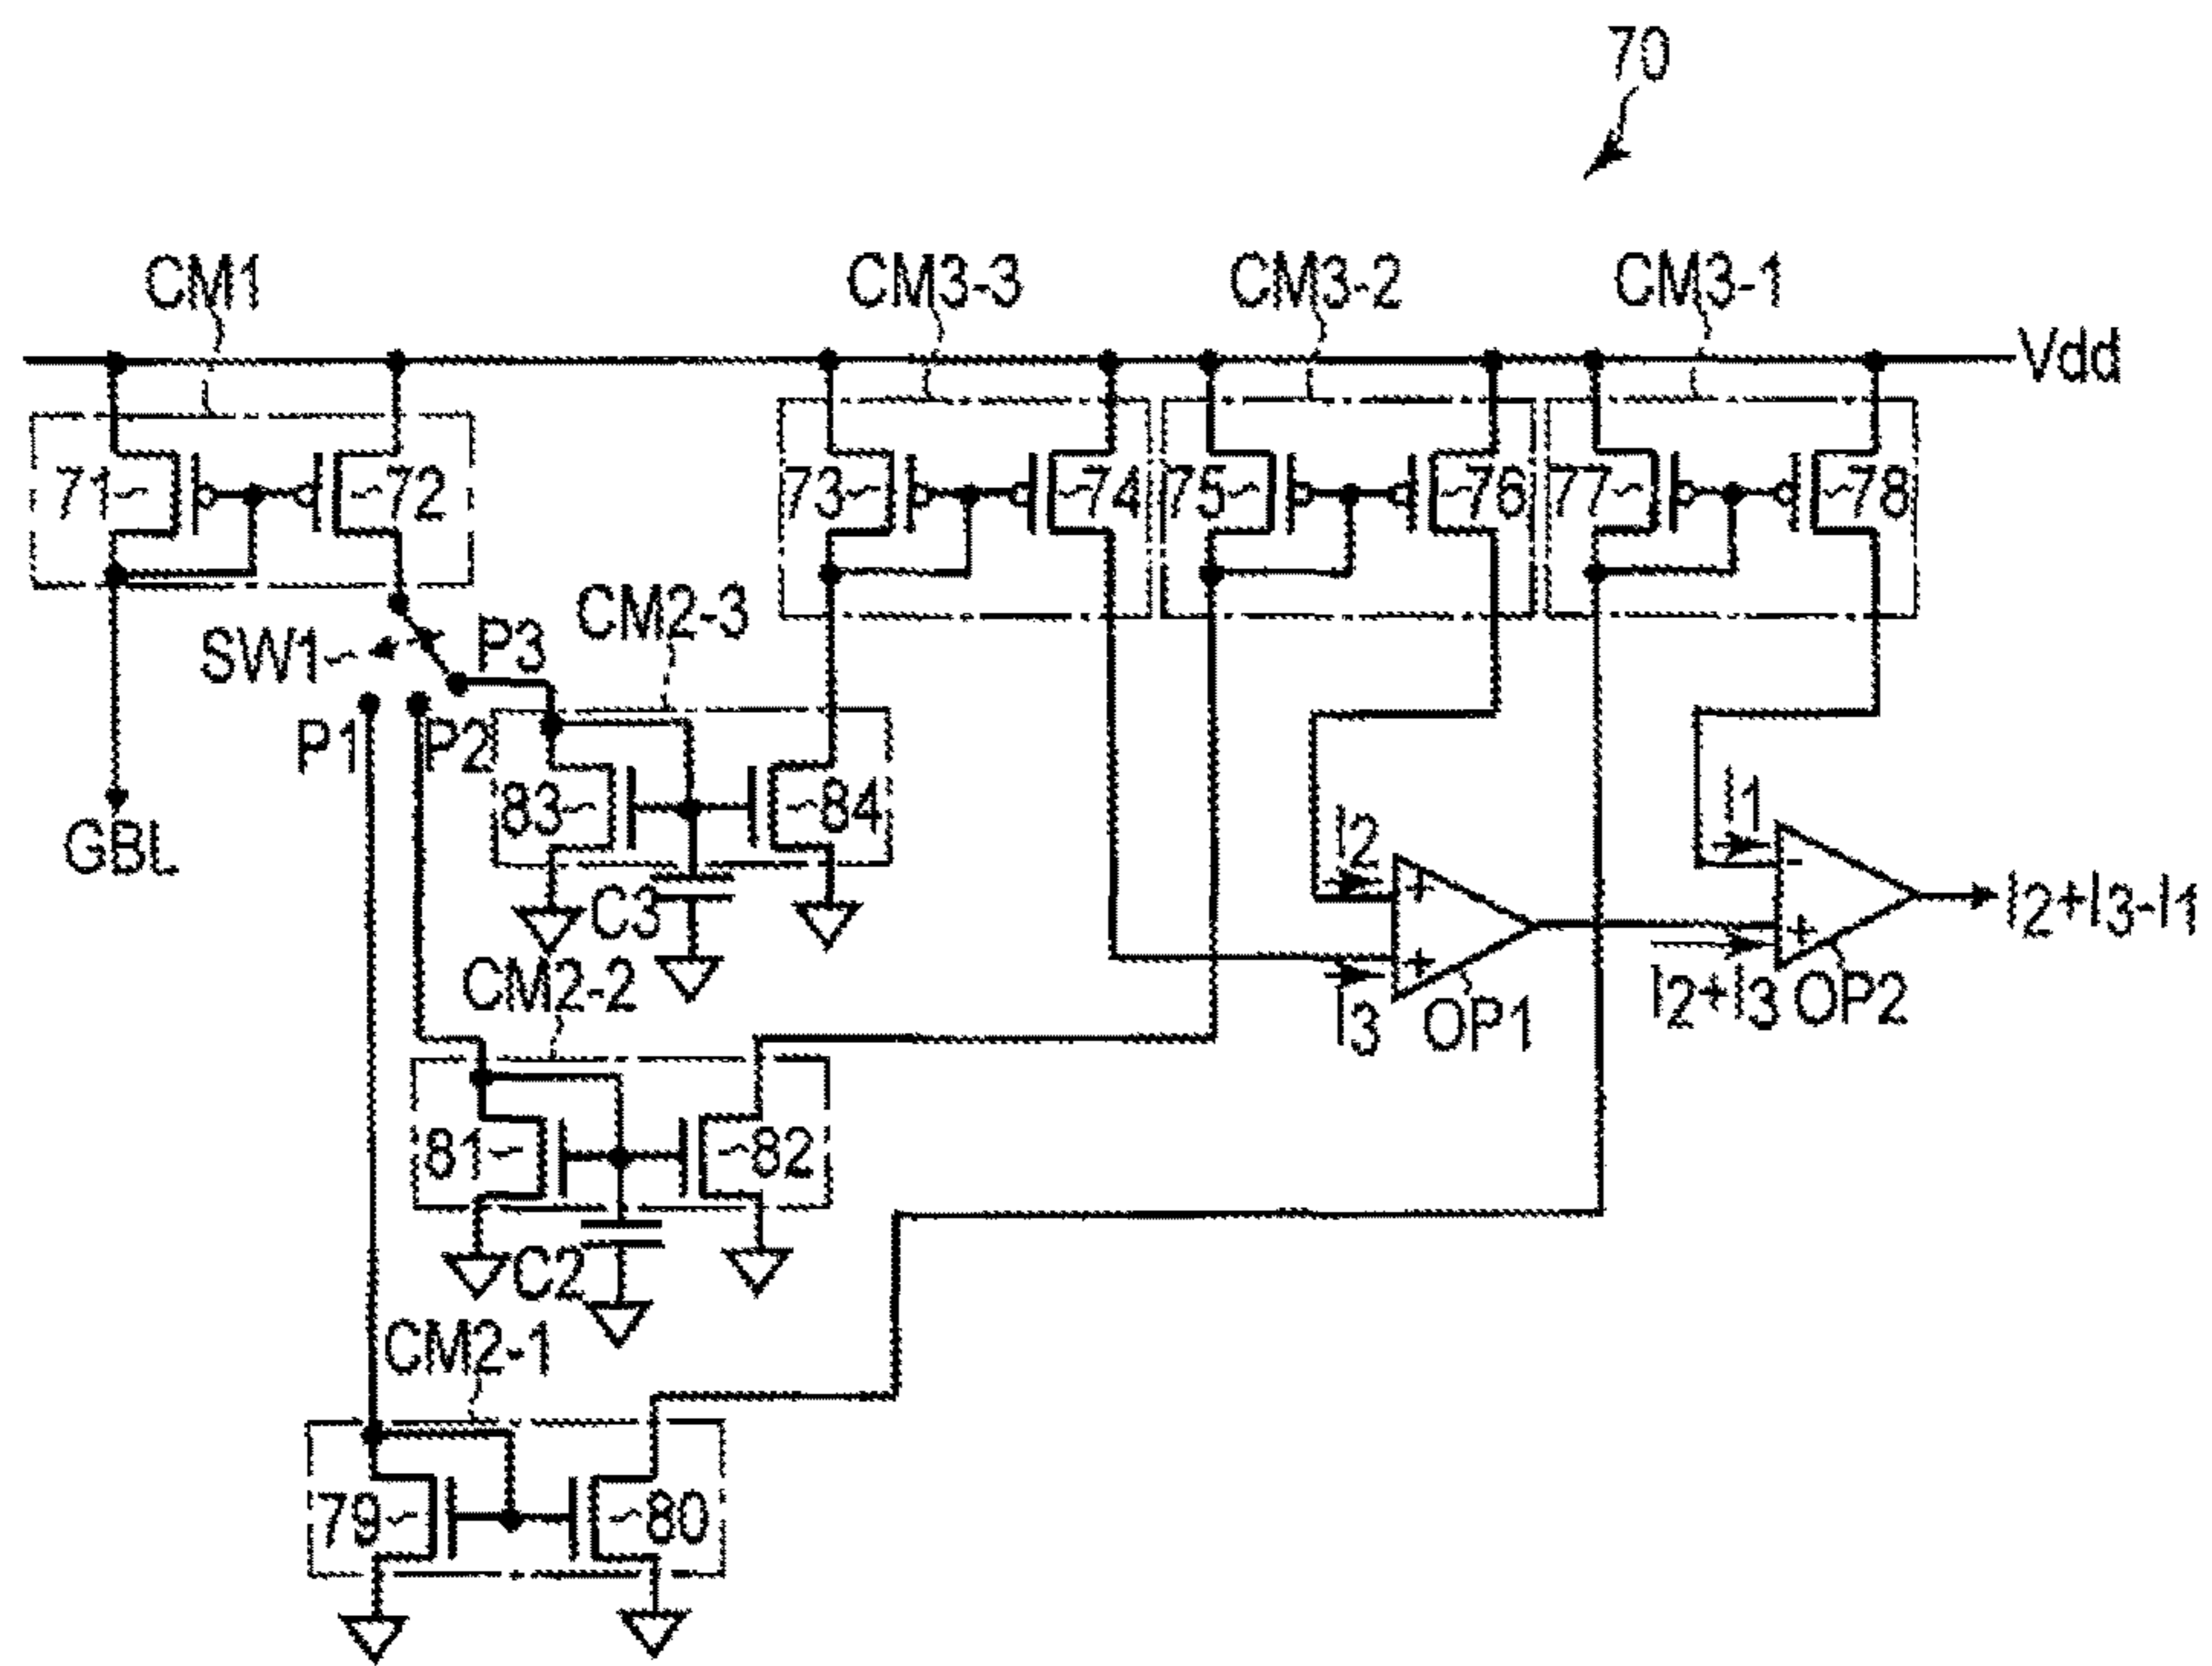 70
CM1
CM3-3
CM3-2
CM3-1
Vdd
71
72
73
74
75
76
77
78
CM2-3
SW1
P3
P1
P2
83
84
I1
GBL
I2
C3
+
-
I2+I3-I1
+
+
CM2-2
I3
OP1
I2+I3
OP2
81
82
C2
CM2-1
79
80